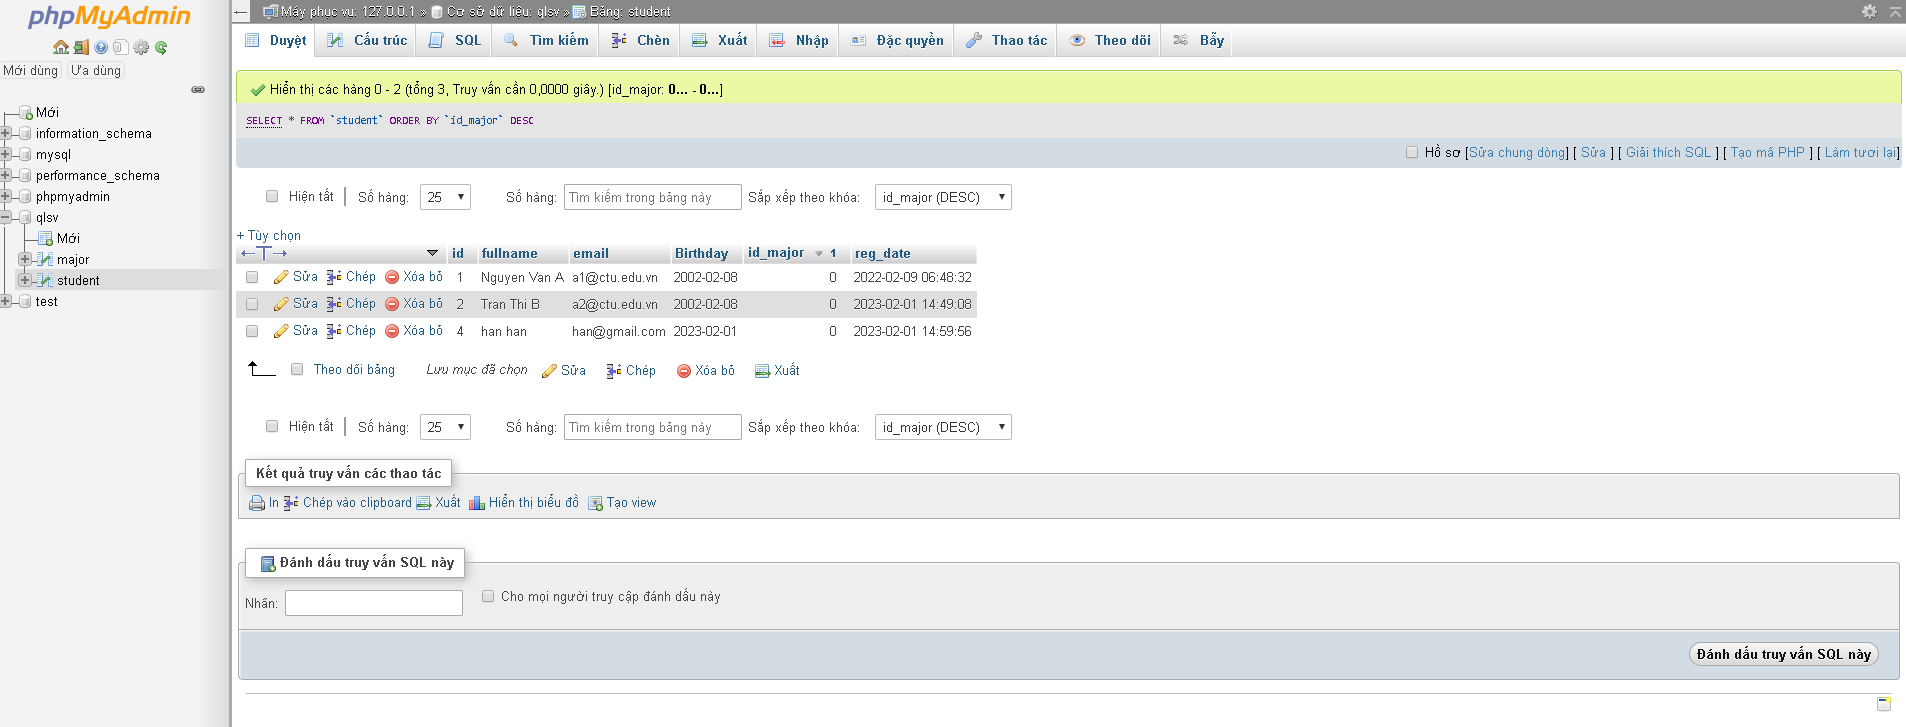 phpMyAdmin
Mới dùng Ưa dùng
Mới
information_schema
mysql
performance_schema
phpmyadmin
qlsv
Mới
major
student
test
Máy phục vụ: 127.0.0.1 » Cơ sở dữ liệu: qlsv » Bảng: student
Duyệt Cấu trúc SQL Tìm kiếm Chèn Xuất Nhập Đặc quyền Thao tác Theo dõi Bẫy
Hiển thị các hàng 0 - 2 (tổng 3, Truy vấn cần 0,0000 giây.) [id_major: 0... - 0...]
SELECT * FROM `student` ORDER BY `id_major` DESC
Hồ sơ [Sửa chung dòng] [ Sửa ] [ Giải thích SQL ] [ Tạo mã PHP ] [ Làm tươi lại]
Hiện tất Số hàng: 25 Số hàng: Tìm kiếm trong bảng này Sắp xếp theo khóa: id_major (DESC)
+ Tùy chọn
←T→ id fullname email Birthday id_major 1 reg_date
Sửa Chép Xóa bỏ 1 Nguyen Van A a1@ctu.edu.vn 2002-02-08 0 2022-02-09 06:48:32
Sửa Chép Xóa bỏ 2 Tran Thi B a2@ctu.edu.vn 2002-02-08 0 2023-02-01 14:49:08
Sửa Chép Xóa bỏ 4 han han han@gmail.com 2023-02-01 0 2023-02-01 14:59:56
Theo dõi bảng Lưu mục đã chọn Sửa Chép Xóa bỏ Xuất
Hiện tất Số hàng: 25 Số hàng: Tìm kiếm trong bảng này Sắp xếp theo khóa: id_major (DESC)
Kết quả truy vấn các thao tác
In Chép vào clipboard Xuất Hiển thị biểu đồ Tạo view
Đánh dấu truy vấn SQL này
Nhãn: Cho mọi người truy cập đánh dấu này
Đánh dấu truy vấn SQL này